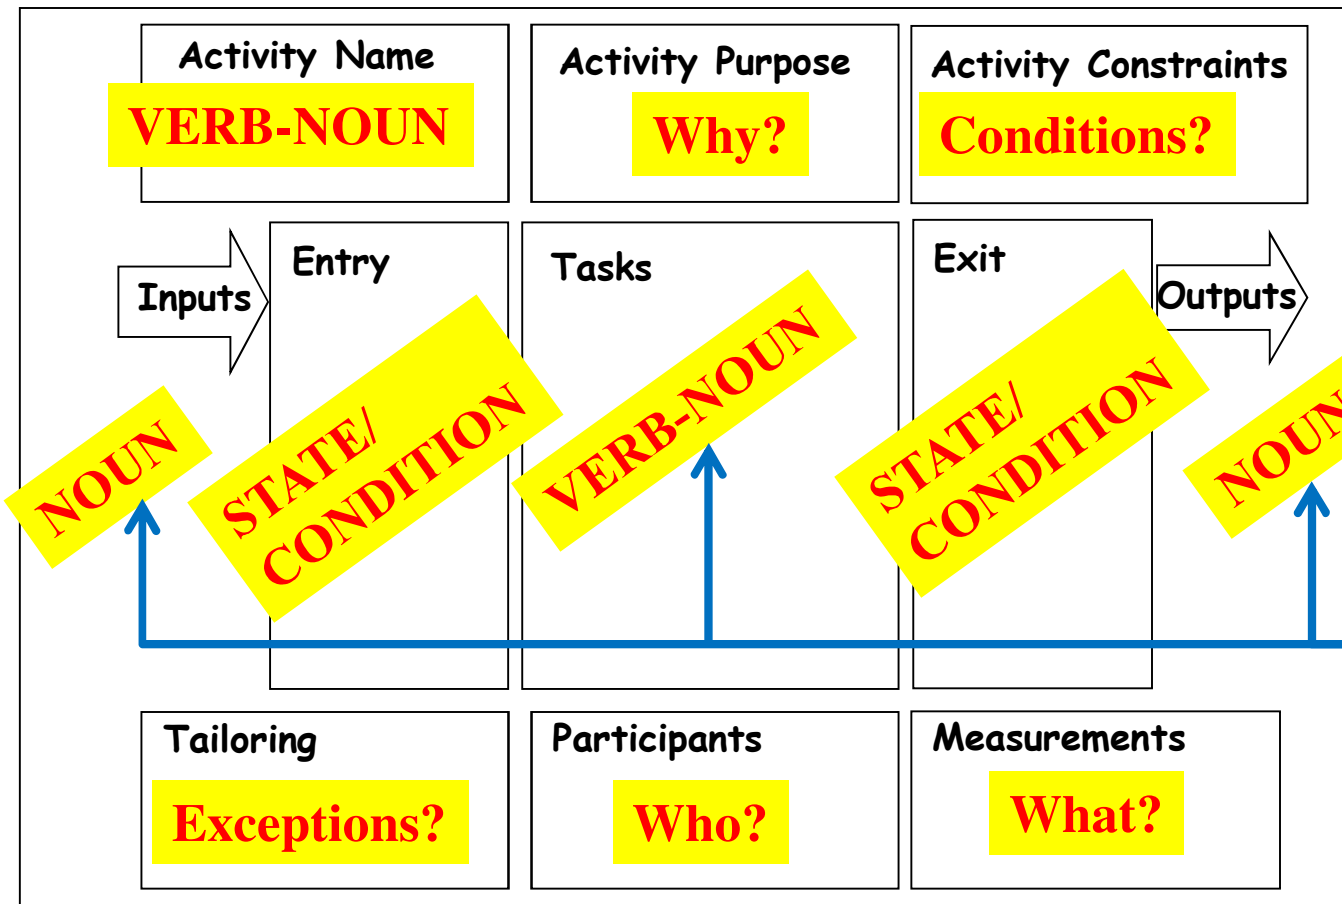 Activity Name
VERB-NOUN
Activity Purpose
Why?
Activity Constraints
Conditions?
Inputs
NOUN
Entry
STATE/
CONDITION
Tasks
VERB-NOUN
Exit
STATE/
CONDITION
Outputs
NOUN
Tailoring
Exceptions?
Participants
Who?
Measurements
What?